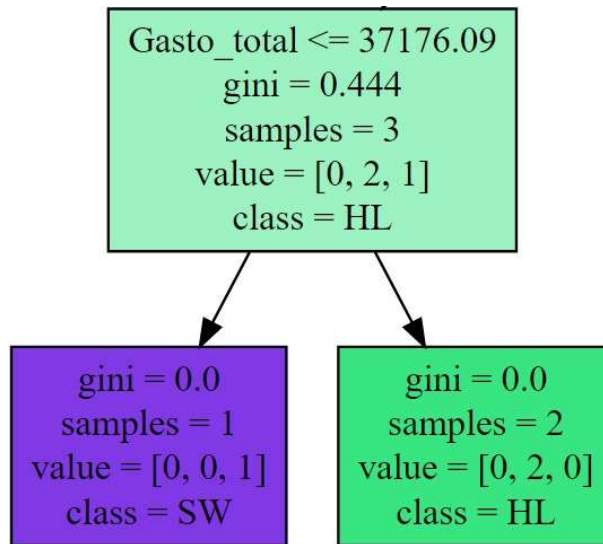 Gasto_total <= 37176.09
gini = 0.444
samples = 3
value = [0, 2, 1]
class = HL
gini = 0.0
samples = 1
value = [0, 0, 1]
class = SW
gini = 0.0
samples = 2
value = [0, 2, 0]
class = HL